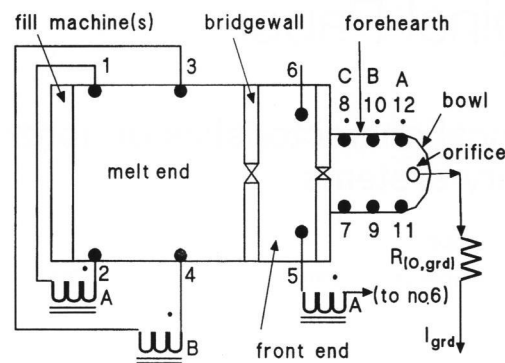 fill machine(s) bridgewall forehearth
1 3 6 C B A
8 10 12 bowl
orifice
melt end
7 9 11
2 4 5 R(o,grd)
A A (to no.6)
B front end Igrd